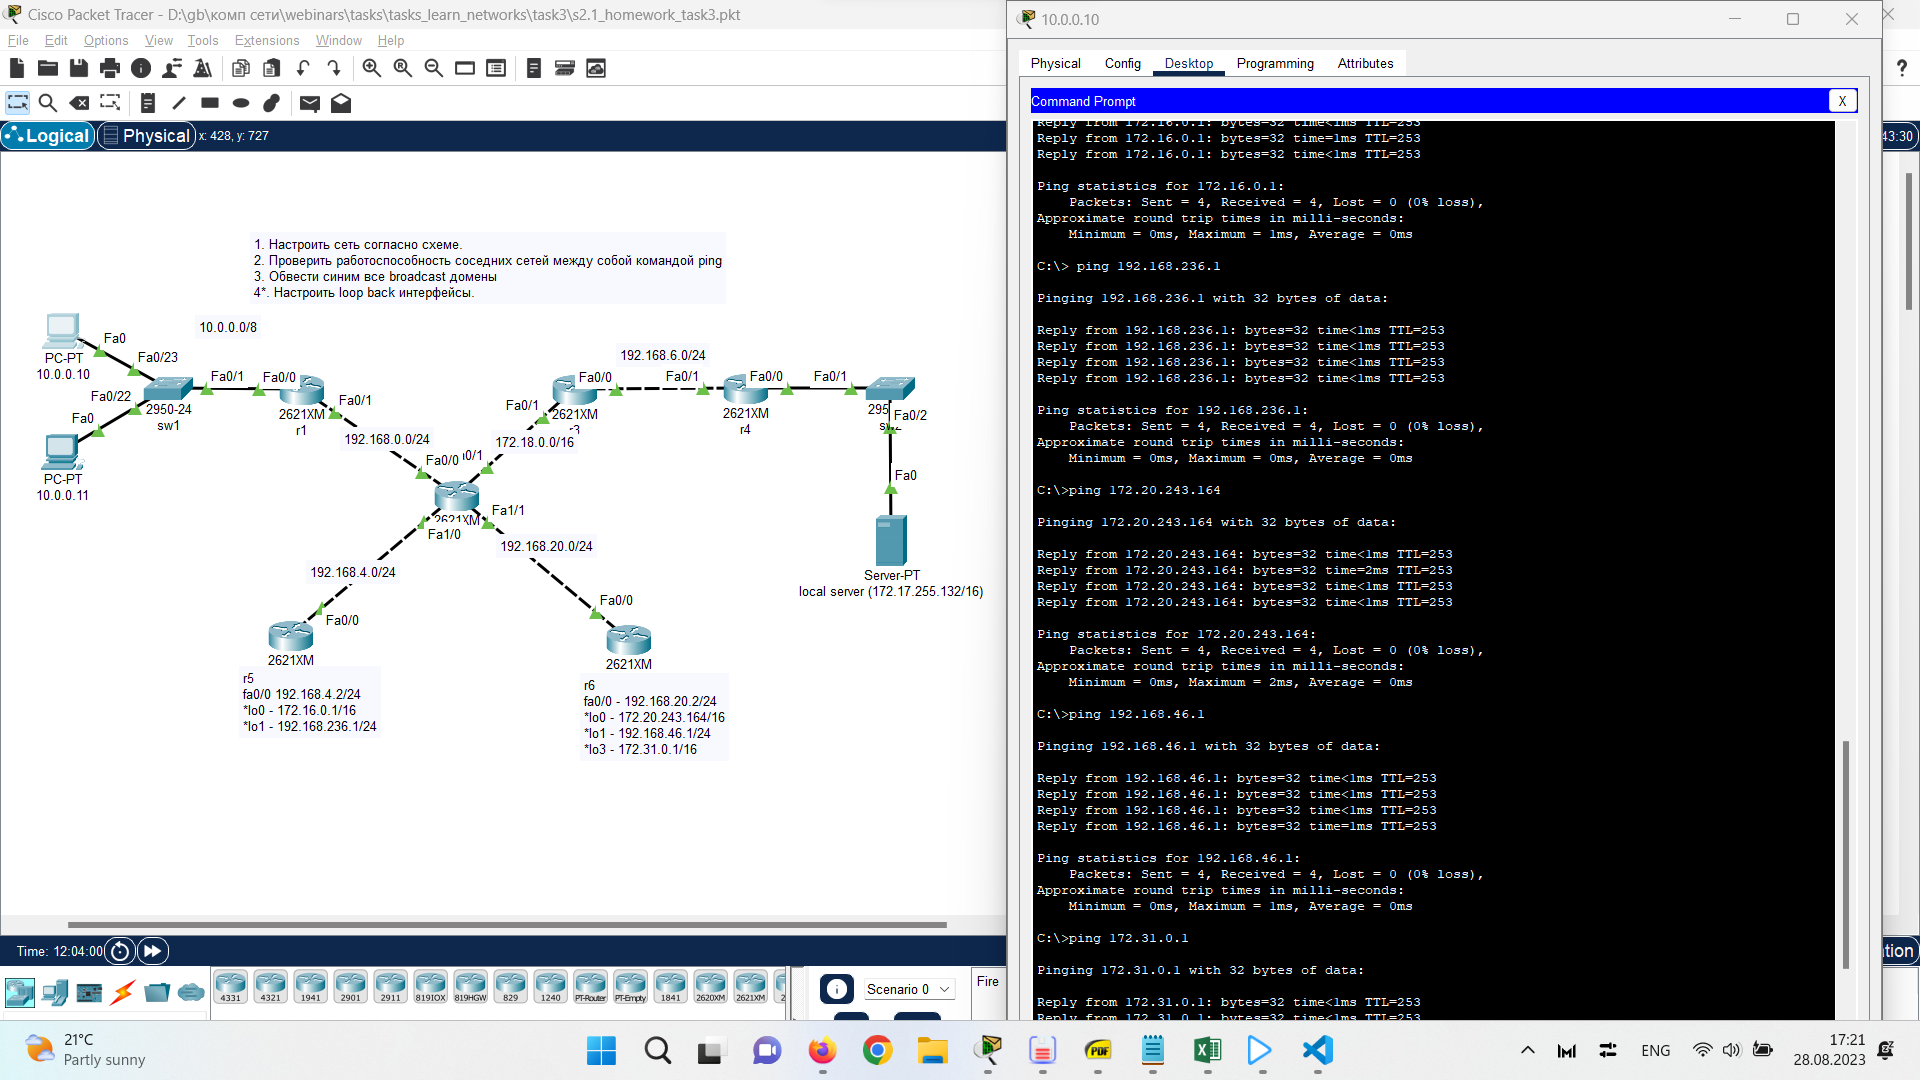 Cisco Packet Tracer - D:\gb\комп сети\webinars\tasks\tasks_learn_networks\task3\s2.1_homework_task3.pkt
File Edit Options View Tools Extensions Window Help
Logical Physical x: 428, y: 727
1. Настроить сеть согласно схеме.
2. Проверить работоспособность соседних сетей между собой командой ping
3. Обвести синим все broadcast домены
4*. Настроить loop back интерфейсы.
10.0.0.0/8
Fa0
PC-PT
10.0.0.10
Fa0/23
Fa0/22
Fa0
2950-24
sw1
PC-PT
10.0.0.11
Fa0/1
Fa0/0
2621XM
r1
Fa0/1
192.168.0.0/24
Fa0/0
2621XM
Fa1/1
Fa1/0
172.18.0.0/16
Fa0/1
Fa0/0
2621XM
192.168.6.0/24
Fa0/1
Fa0/0
2621XM
r4
Fa0/1
Fa0/2
Fa0
Server-PT
local server (172.17.255.132/16)
192.168.20.0/24
192.168.4.0/24
Fa0/0
2621XM
r5
fa0/0 192.168.4.2/24
*lo0 - 172.16.0.1/16
*lo1 - 192.168.236.1/24
Fa0/0
2621XM
r6
fa0/0 - 192.168.20.2/24
*lo0 - 172.20.243.164/16
*lo1 - 192.168.46.1/24
*lo3 - 172.31.0.1/16
Time: 12:04:00
4331 4321 1941 2901 2911 819IOX 819HGW 829 1240 PT-Router PT-Empty 1841 2620XM 2621XM
Scenario 0
Fire
10.0.0.10
Physical Config Desktop Programming Attributes
Command Prompt
X
Reply from 172.16.0.1: bytes=32 time<1ms TTL=253
Reply from 172.16.0.1: bytes=32 time=1ms TTL=253
Reply from 172.16.0.1: bytes=32 time<1ms TTL=253
Ping statistics for 172.16.0.1:
Packets: Sent = 4, Received = 4, Lost = 0 (0% loss),
Approximate round trip times in milli-seconds:
Minimum = 0ms, Maximum = 1ms, Average = 0ms
C:\> ping 192.168.236.1
Pinging 192.168.236.1 with 32 bytes of data:
Reply from 192.168.236.1: bytes=32 time<1ms TTL=253
Reply from 192.168.236.1: bytes=32 time<1ms TTL=253
Reply from 192.168.236.1: bytes=32 time<1ms TTL=253
Reply from 192.168.236.1: bytes=32 time<1ms TTL=253
Ping statistics for 192.168.236.1:
Packets: Sent = 4, Received = 4, Lost = 0 (0% loss),
Approximate round trip times in milli-seconds:
Minimum = 0ms, Maximum = 0ms, Average = 0ms
C:\>ping 172.20.243.164
Pinging 172.20.243.164 with 32 bytes of data:
Reply from 172.20.243.164: bytes=32 time<1ms TTL=253
Reply from 172.20.243.164: bytes=32 time=2ms TTL=253
Reply from 172.20.243.164: bytes=32 time<1ms TTL=253
Reply from 172.20.243.164: bytes=32 time<1ms TTL=253
Ping statistics for 172.20.243.164:
Packets: Sent = 4, Received = 4, Lost = 0 (0% loss),
Approximate round trip times in milli-seconds:
Minimum = 0ms, Maximum = 2ms, Average = 0ms
C:\>ping 192.168.46.1
Pinging 192.168.46.1 with 32 bytes of data:
Reply from 192.168.46.1: bytes=32 time<1ms TTL=253
Reply from 192.168.46.1: bytes=32 time<1ms TTL=253
Reply from 192.168.46.1: bytes=32 time<1ms TTL=253
Reply from 192.168.46.1: bytes=32 time=1ms TTL=253
Ping statistics for 192.168.46.1:
Packets: Sent = 4, Received = 4, Lost = 0 (0% loss),
Approximate round trip times in milli-seconds:
Minimum = 0ms, Maximum = 1ms, Average = 0ms
C:\>ping 172.31.0.1
Pinging 172.31.0.1 with 32 bytes of data:
Reply from 172.31.0.1: bytes=32 time<1ms TTL=253
Reply from 172.31.0.1: bytes=32 time<1ms TTL=253
43:30
tion
21°C
Partly sunny
PDF
ENG
17:21
28.08.2023